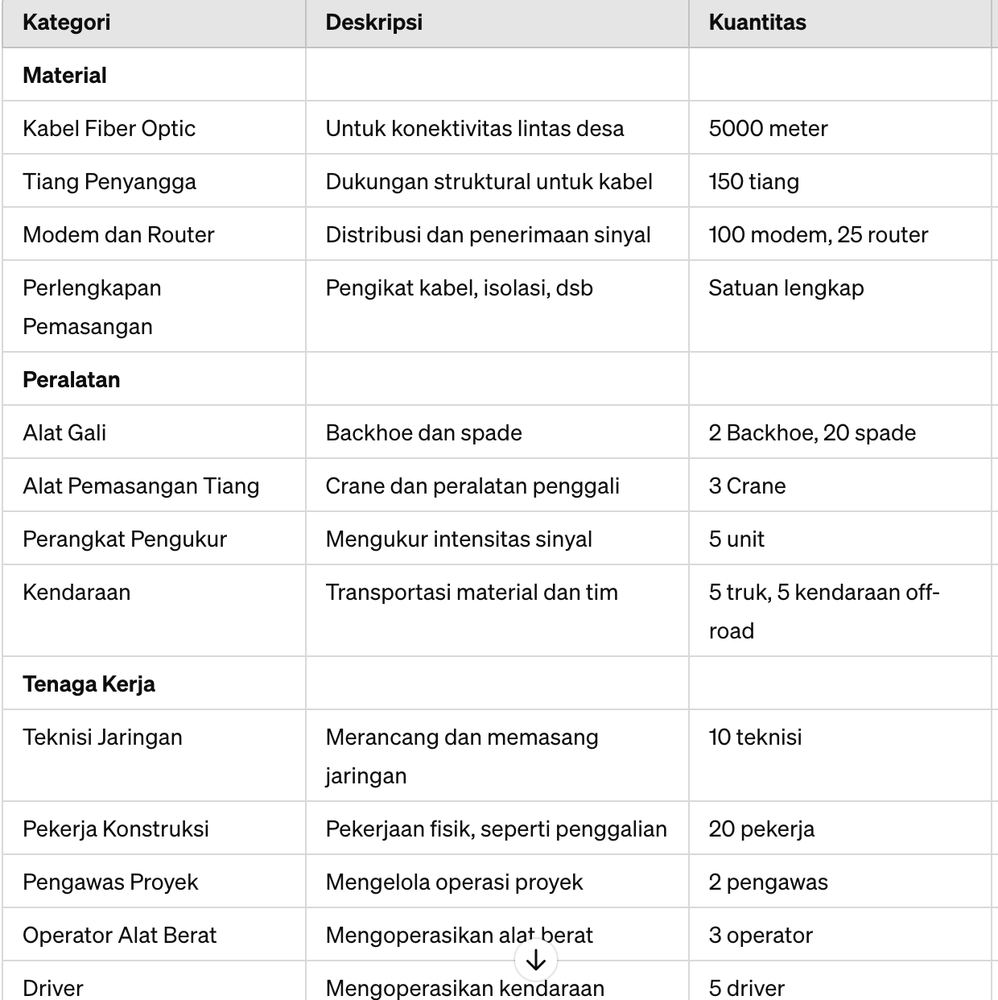 Kategori Deskripsi Kuantitas
Material
Kabel Fiber Optic Untuk konektivitas lintas desa 5000 meter
Tiang Penyangga Dukungan struktural untuk kabel 150 tiang
Modem dan Router Distribusi dan penerimaan sinyal 100 modem, 25 router
Perlengkapan Pengikat kabel, isolasi, dsb Satuan lengkap
Pemasangan
Peralatan
Alat Gali Backhoe dan spade 2 Backhoe, 20 spade
Alat Pemasangan Tiang Crane dan peralatan penggali 3 Crane
Perangkat Pengukur Mengukur intensitas sinyal 5 unit
Kendaraan Transportasi material dan tim 5 truk, 5 kendaraan off-
road
Tenaga Kerja
Teknisi Jaringan Merancang dan memasang 10 teknisi
jaringan
Pekerja Konstruksi Pekerjaan fisik, seperti penggalian 20 pekerja
Pengawas Proyek Mengelola operasi proyek 2 pengawas
Operator Alat Berat Mengoperasikan alat berat 3 operator
Driver Mengoperasikan kendaraan 5 driver